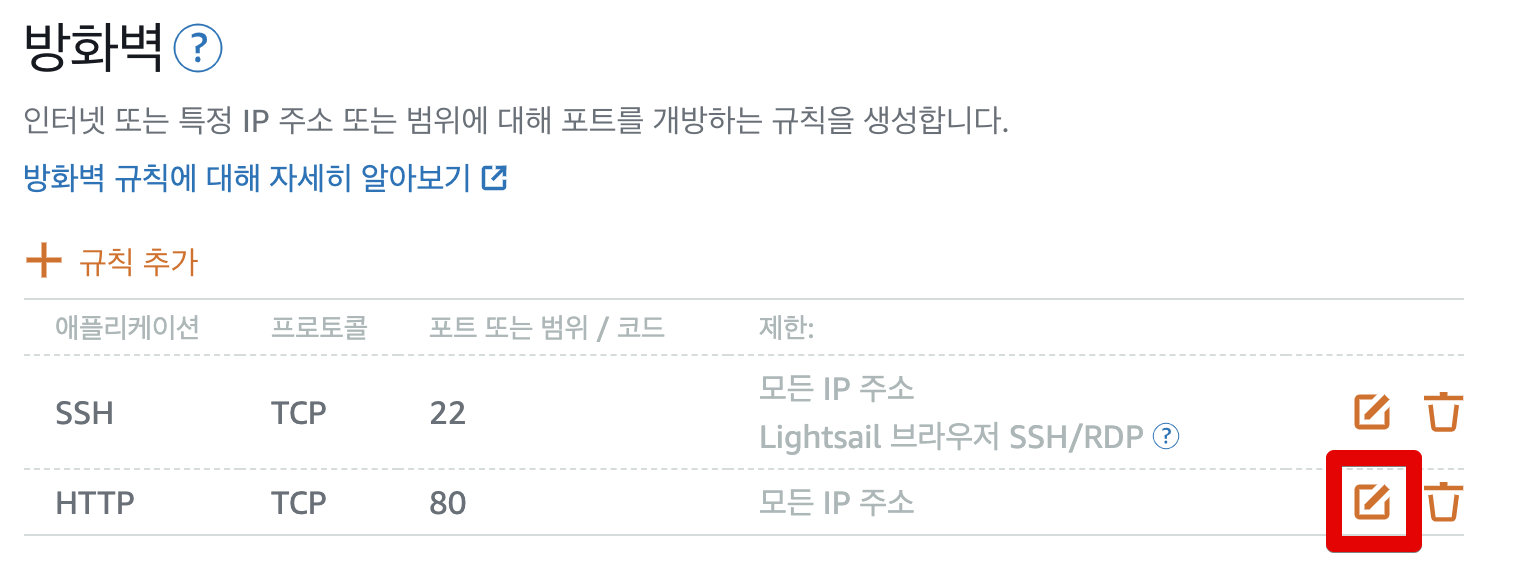 방화벽 ?
인터넷 또는 특정 IP 주소 또는 범위에 대해 포트를 개방하는 규칙을 생성합니다.
방화벽 규칙에 대해 자세히 알아보기
+ 규칙 추가
애플리케이션 프로토콜 포트 또는 범위 / 코드 제한:
SSH TCP 22 모든 IP 주소
Lightsail 브라우저 SSH/RDP ?
HTTP TCP 80 모든 IP 주소